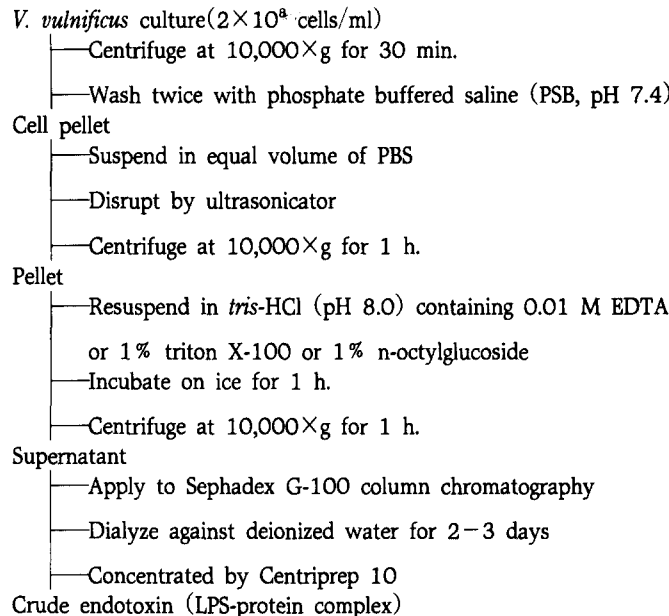 V. vulnificus culture(2×10⁸ cells/ml)
Centrifuge at 10,000×g for 30 min.
Wash twice with phosphate buffered saline (PSB, pH 7.4)
Cell pellet
Suspend in equal volume of PBS
Disrupt by ultrasonicator
Centrifuge at 10,000×g for 1 h.
Pellet
Resuspend in tris-HCl (pH 8.0) containing 0.01 M EDTA
or 1% triton X-100 or 1% n-octylglucoside
Incubate on ice for 1 h.
Centrifuge at 10,000×g for 1 h.
Supernatant
Apply to Sephadex G-100 column chromatography
Dialyze against deionized water for 2-3 days
Concentrated by Centriprep 10
Crude endotoxin (LPS-protein complex)